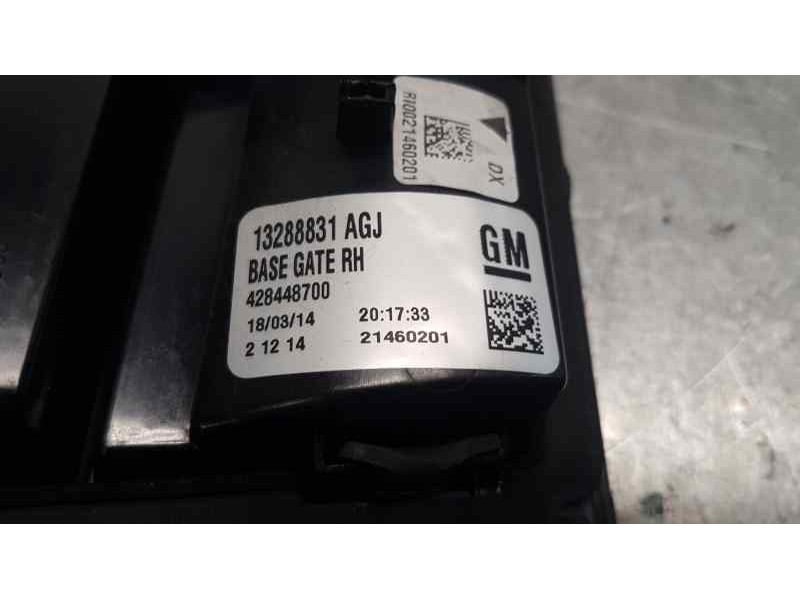 RI0021460201
DX
13288831 AGJ
GM
BASE GATE RH
428448700
18/03/14 20:17:33
2 12 14 21460201